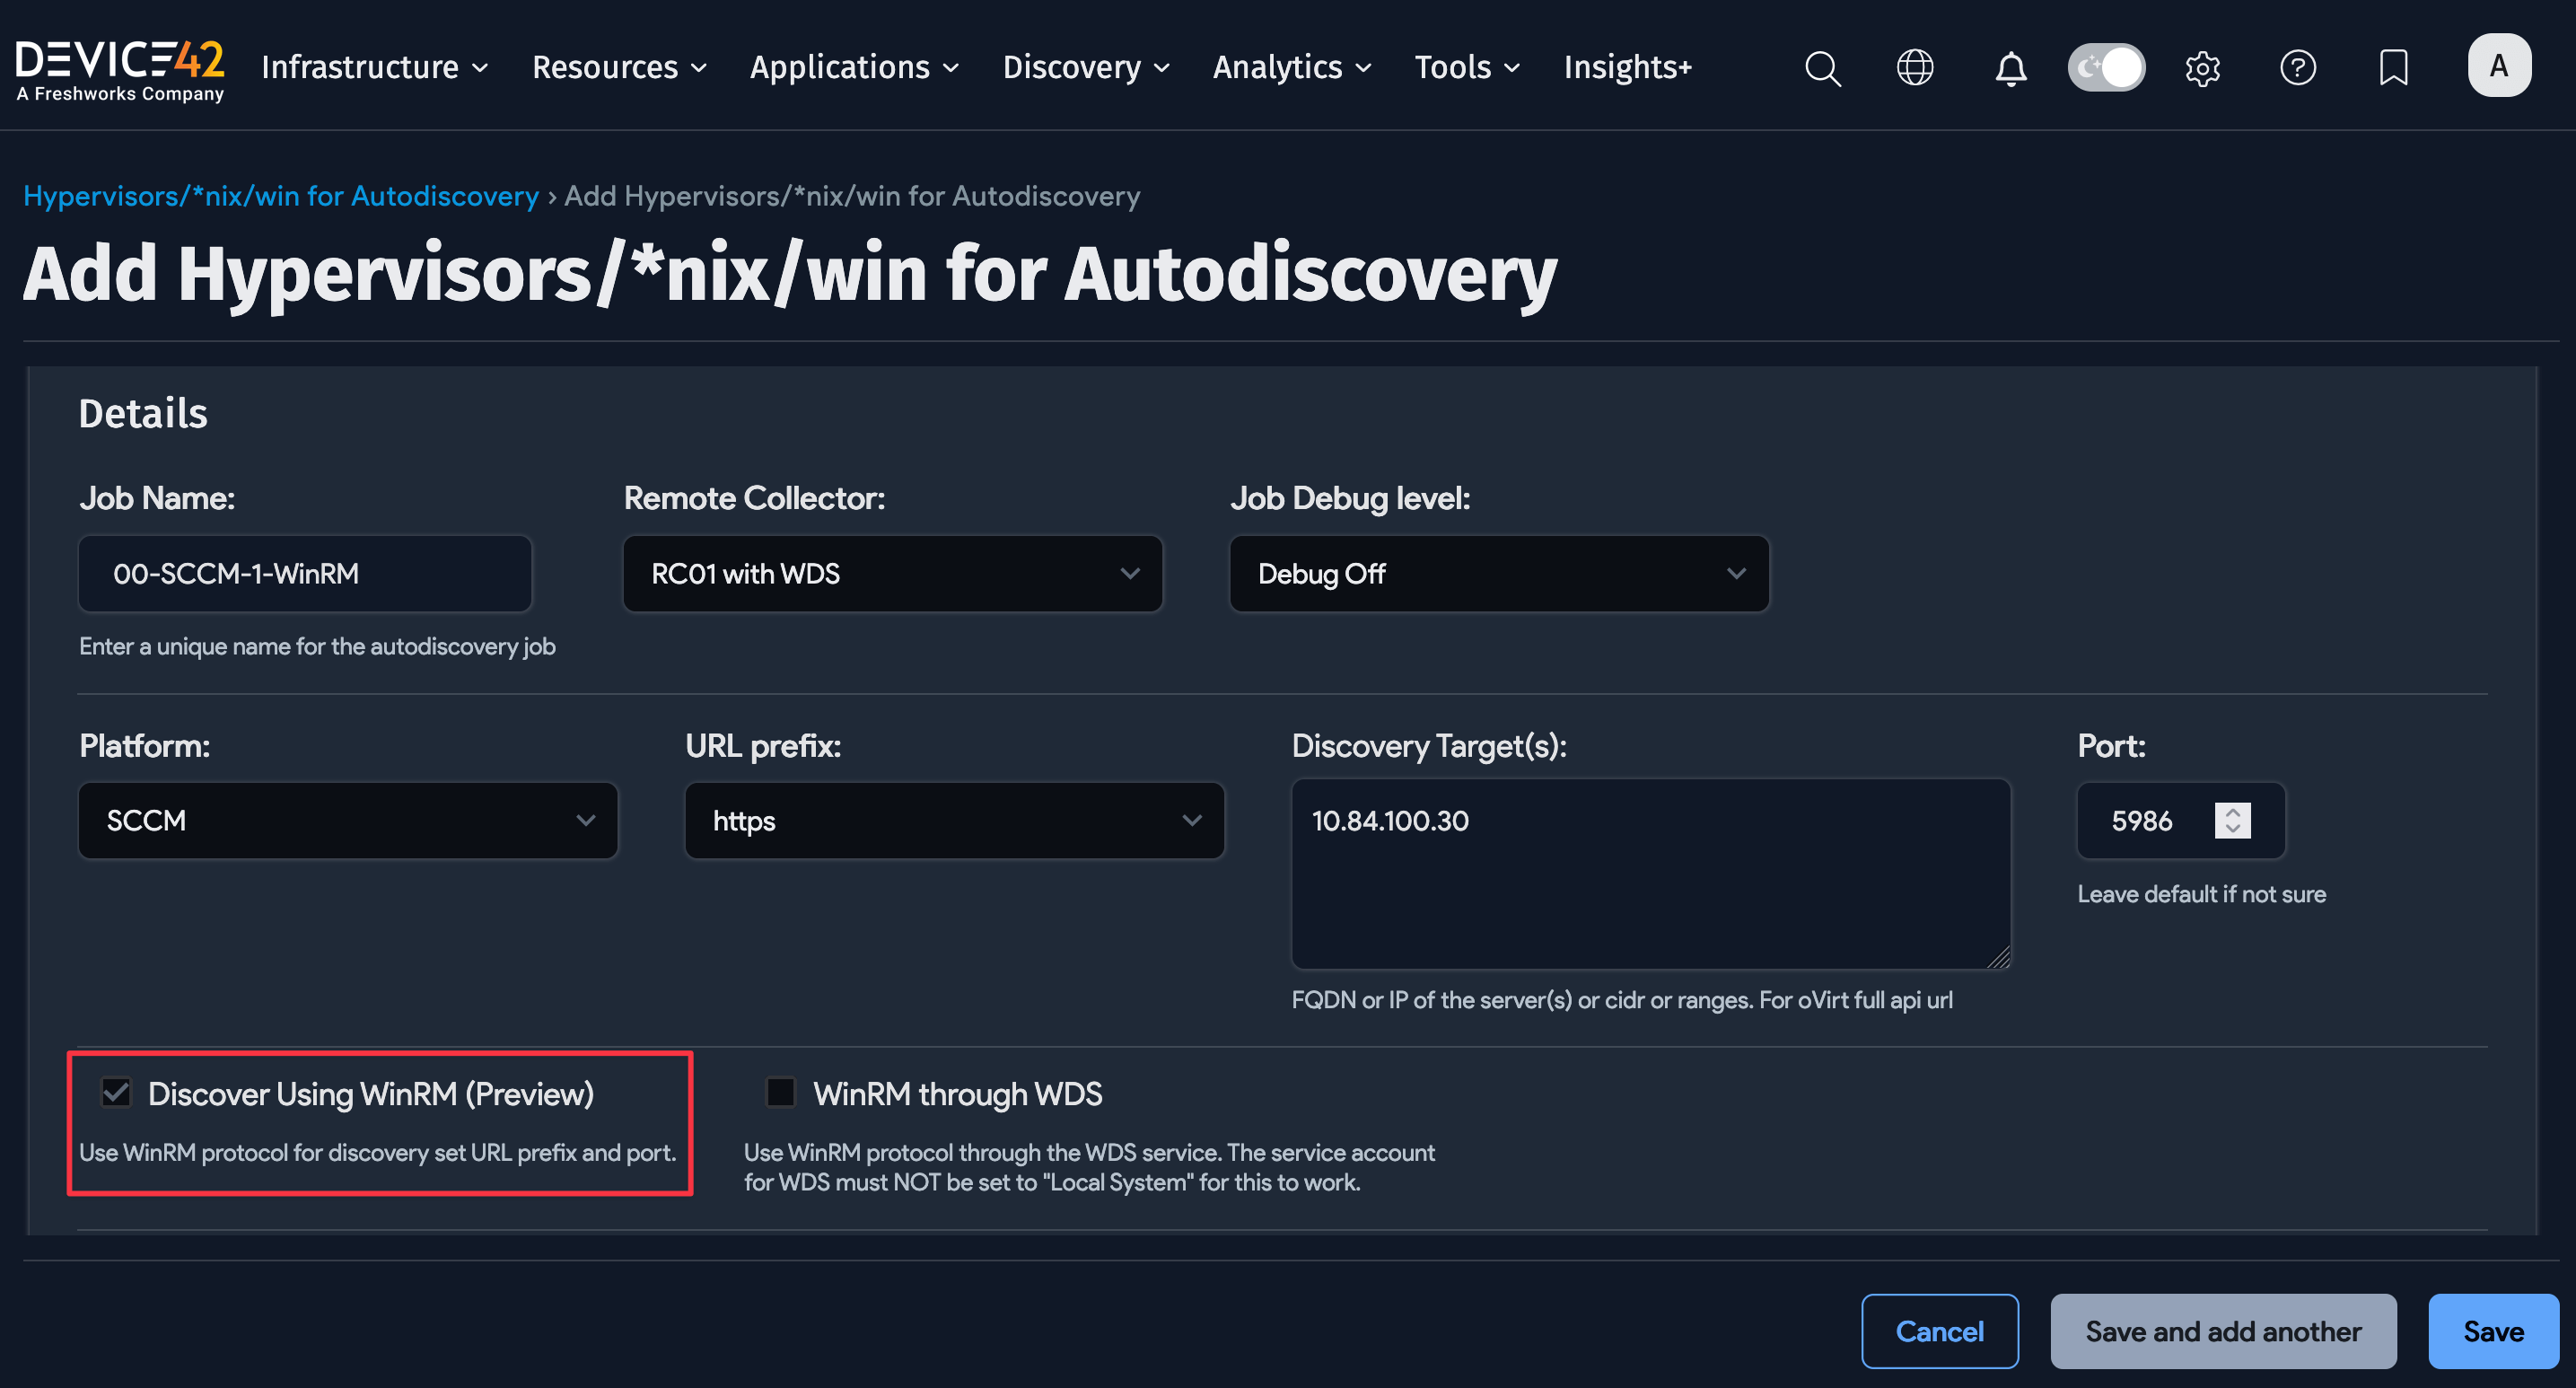 DEVICE42
A Freshworks Company
Infrastructure
Resources
Applications
Discovery
Analytics
Tools
Insights+
A
Hypervisors/*nix/win for Autodiscovery › Add Hypervisors/*nix/win for Autodiscovery
Add Hypervisors/*nix/win for Autodiscovery
Details
Job Name:
Remote Collector:
Job Debug level:
00-SCCM-1-WinRM
RC01 with WDS
Debug Off
Enter a unique name for the autodiscovery job
Platform:
URL prefix:
Discovery Target(s):
Port:
SCCM
https
10.84.100.30
5986
Leave default if not sure
FQDN or IP of the server(s) or cidr or ranges. For oVirt full api url
Discover Using WinRM (Preview)
WinRM through WDS
Use WinRM protocol for discovery set URL prefix and port.
Use WinRM protocol through the WDS service. The service account
for WDS must NOT be set to "Local System" for this to work.
Cancel
Save and add another
Save